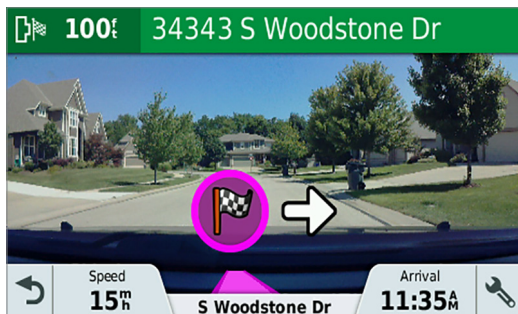 100ft 34343 S Woodstone Dr
Speed
15mh
S Woodstone Dr
Arrival
11:35AM